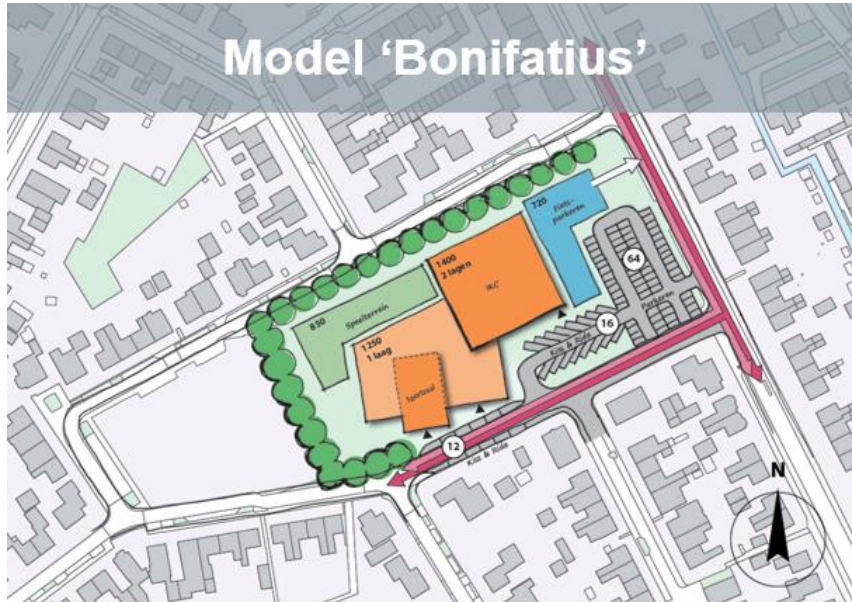 Model ‘Bonifatius’
720
Fiets-
parkeren
1400
2 lagen
IKC
64
Parkeren
850
Speelterrein
16
Kiss & Ride
1250
1 laag
Sportzaal
12
Kiss & Ride
N